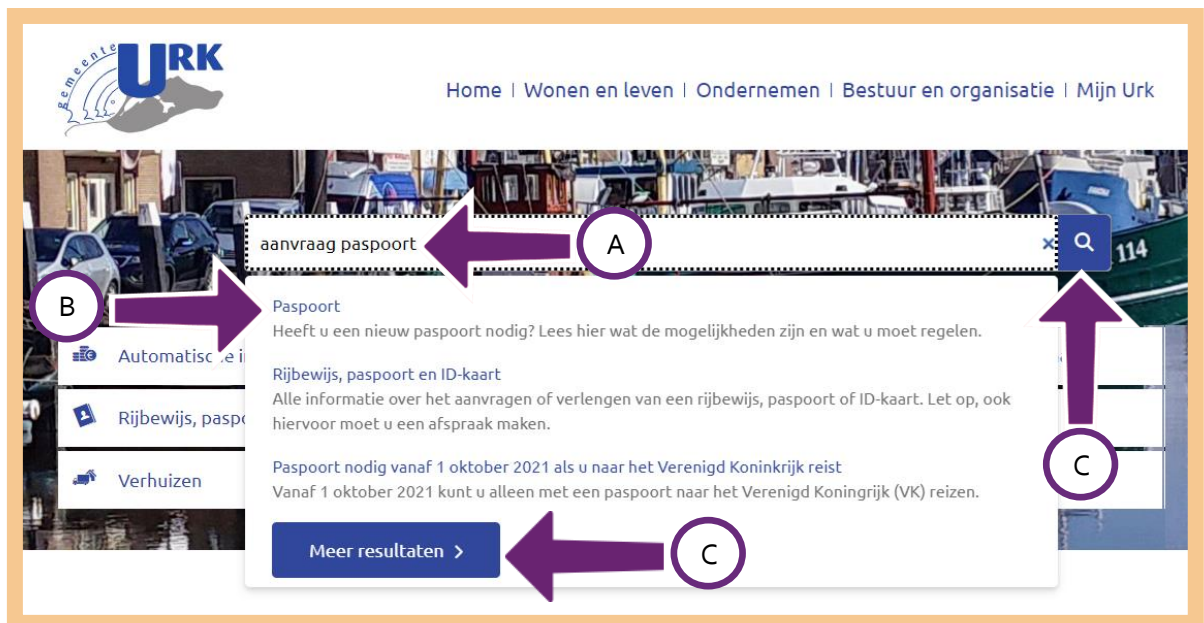 gemeente URK
Home | Wonen en leven | Ondernemen | Bestuur en organisatie | Mijn Urk
aanvraag paspoort
A
×
114
B
Paspoort
Heeft u een nieuw paspoort nodig? Lees hier wat de mogelijkheden zijn en wat u moet regelen.
Automatische i
Rijbewijs, paspoort en ID-kaart
Alle informatie over het aanvragen of verlengen van een rijbewijs, paspoort of ID-kaart. Let op, ook
Rijbewijs, paspo
hiervoor moet u een afspraak maken.
C
Paspoort nodig vanaf 1 oktober 2021 als u naar het Verenigd Koninkrijk reist
Verhuizen
Vanaf 1 oktober 2021 kunt u alleen met een paspoort naar het Verenigd Koningrijk (VK) reizen.
Meer resultaten >
C